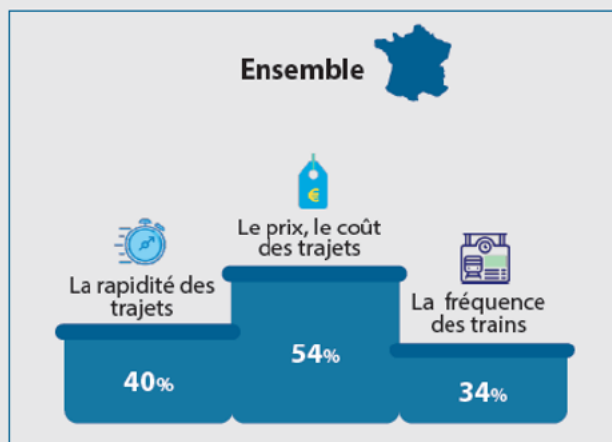 Ensemble
€
Le prix, le coût
des trajets
La rapidité des
trajets
La fréquence
des trains
40%
54%
34%